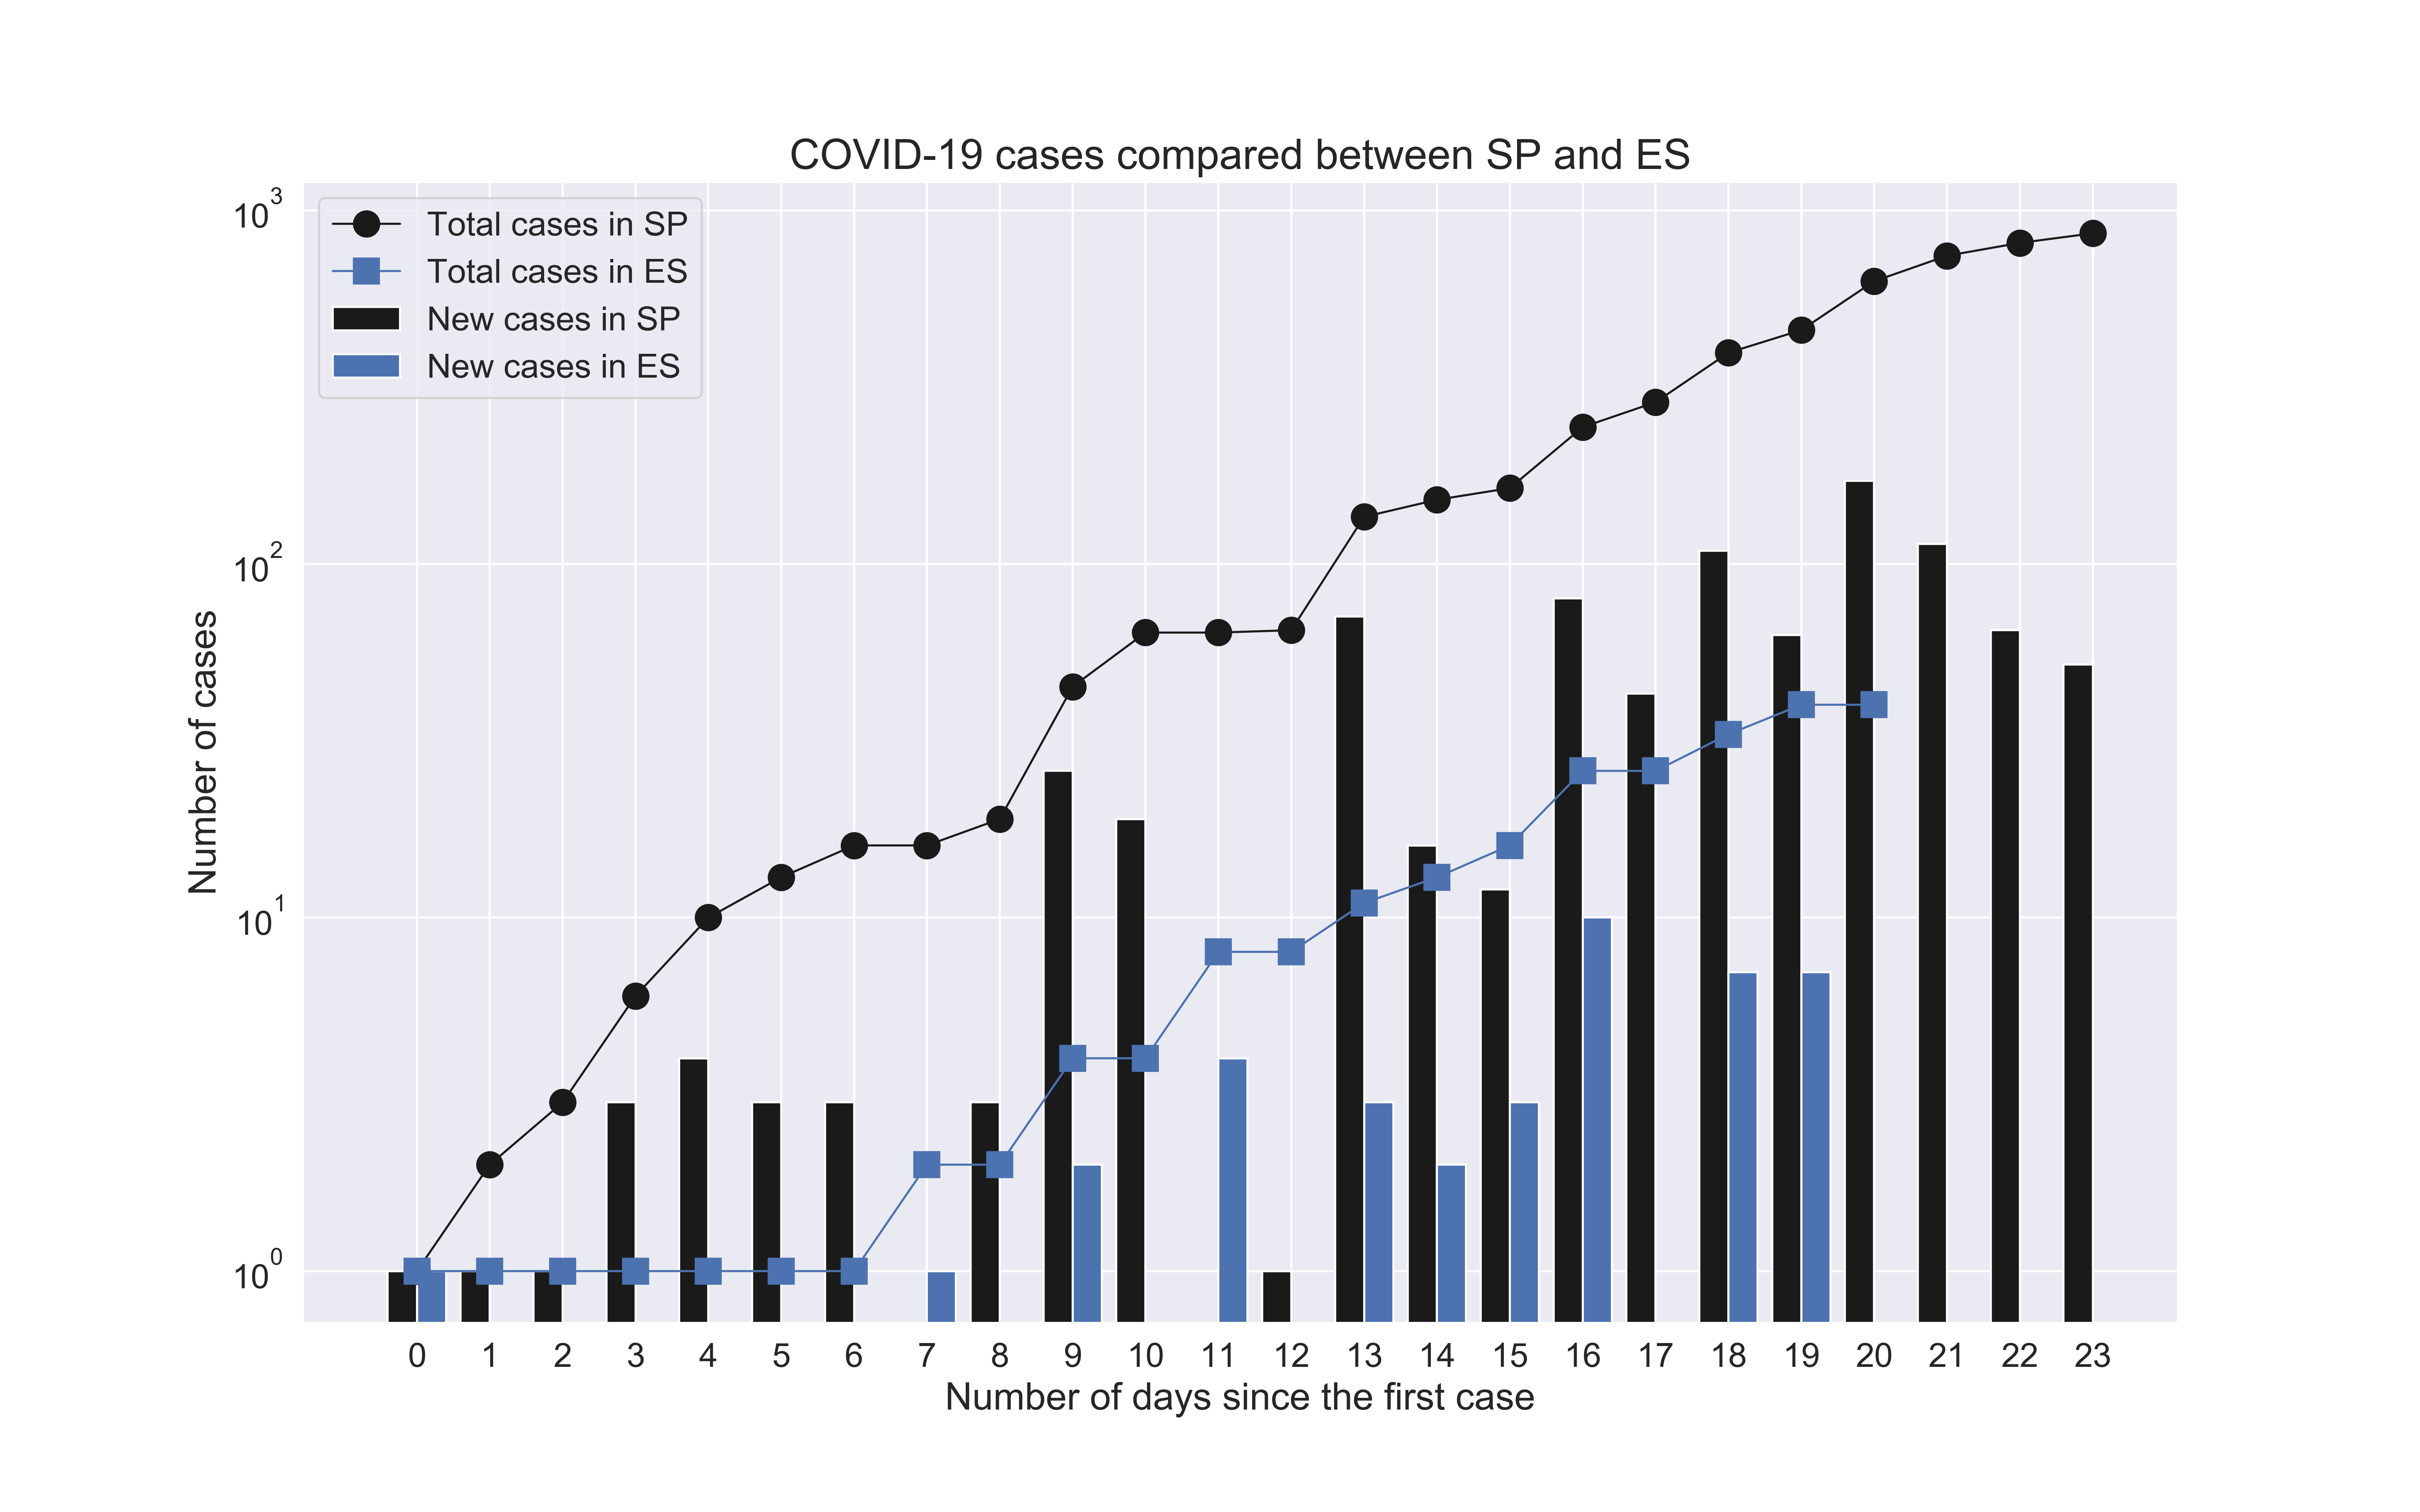 COVID-19 cases compared between SP and ES
Total cases in SP
Total cases in ES
New cases in SP
New cases in ES
Number of cases
10³
10²
10¹
10⁰
0 1 2 3 4 5 6 7 8 9 10 11 12 13 14 15 16 17 18 19 20 21 22 23
Number of days since the first case